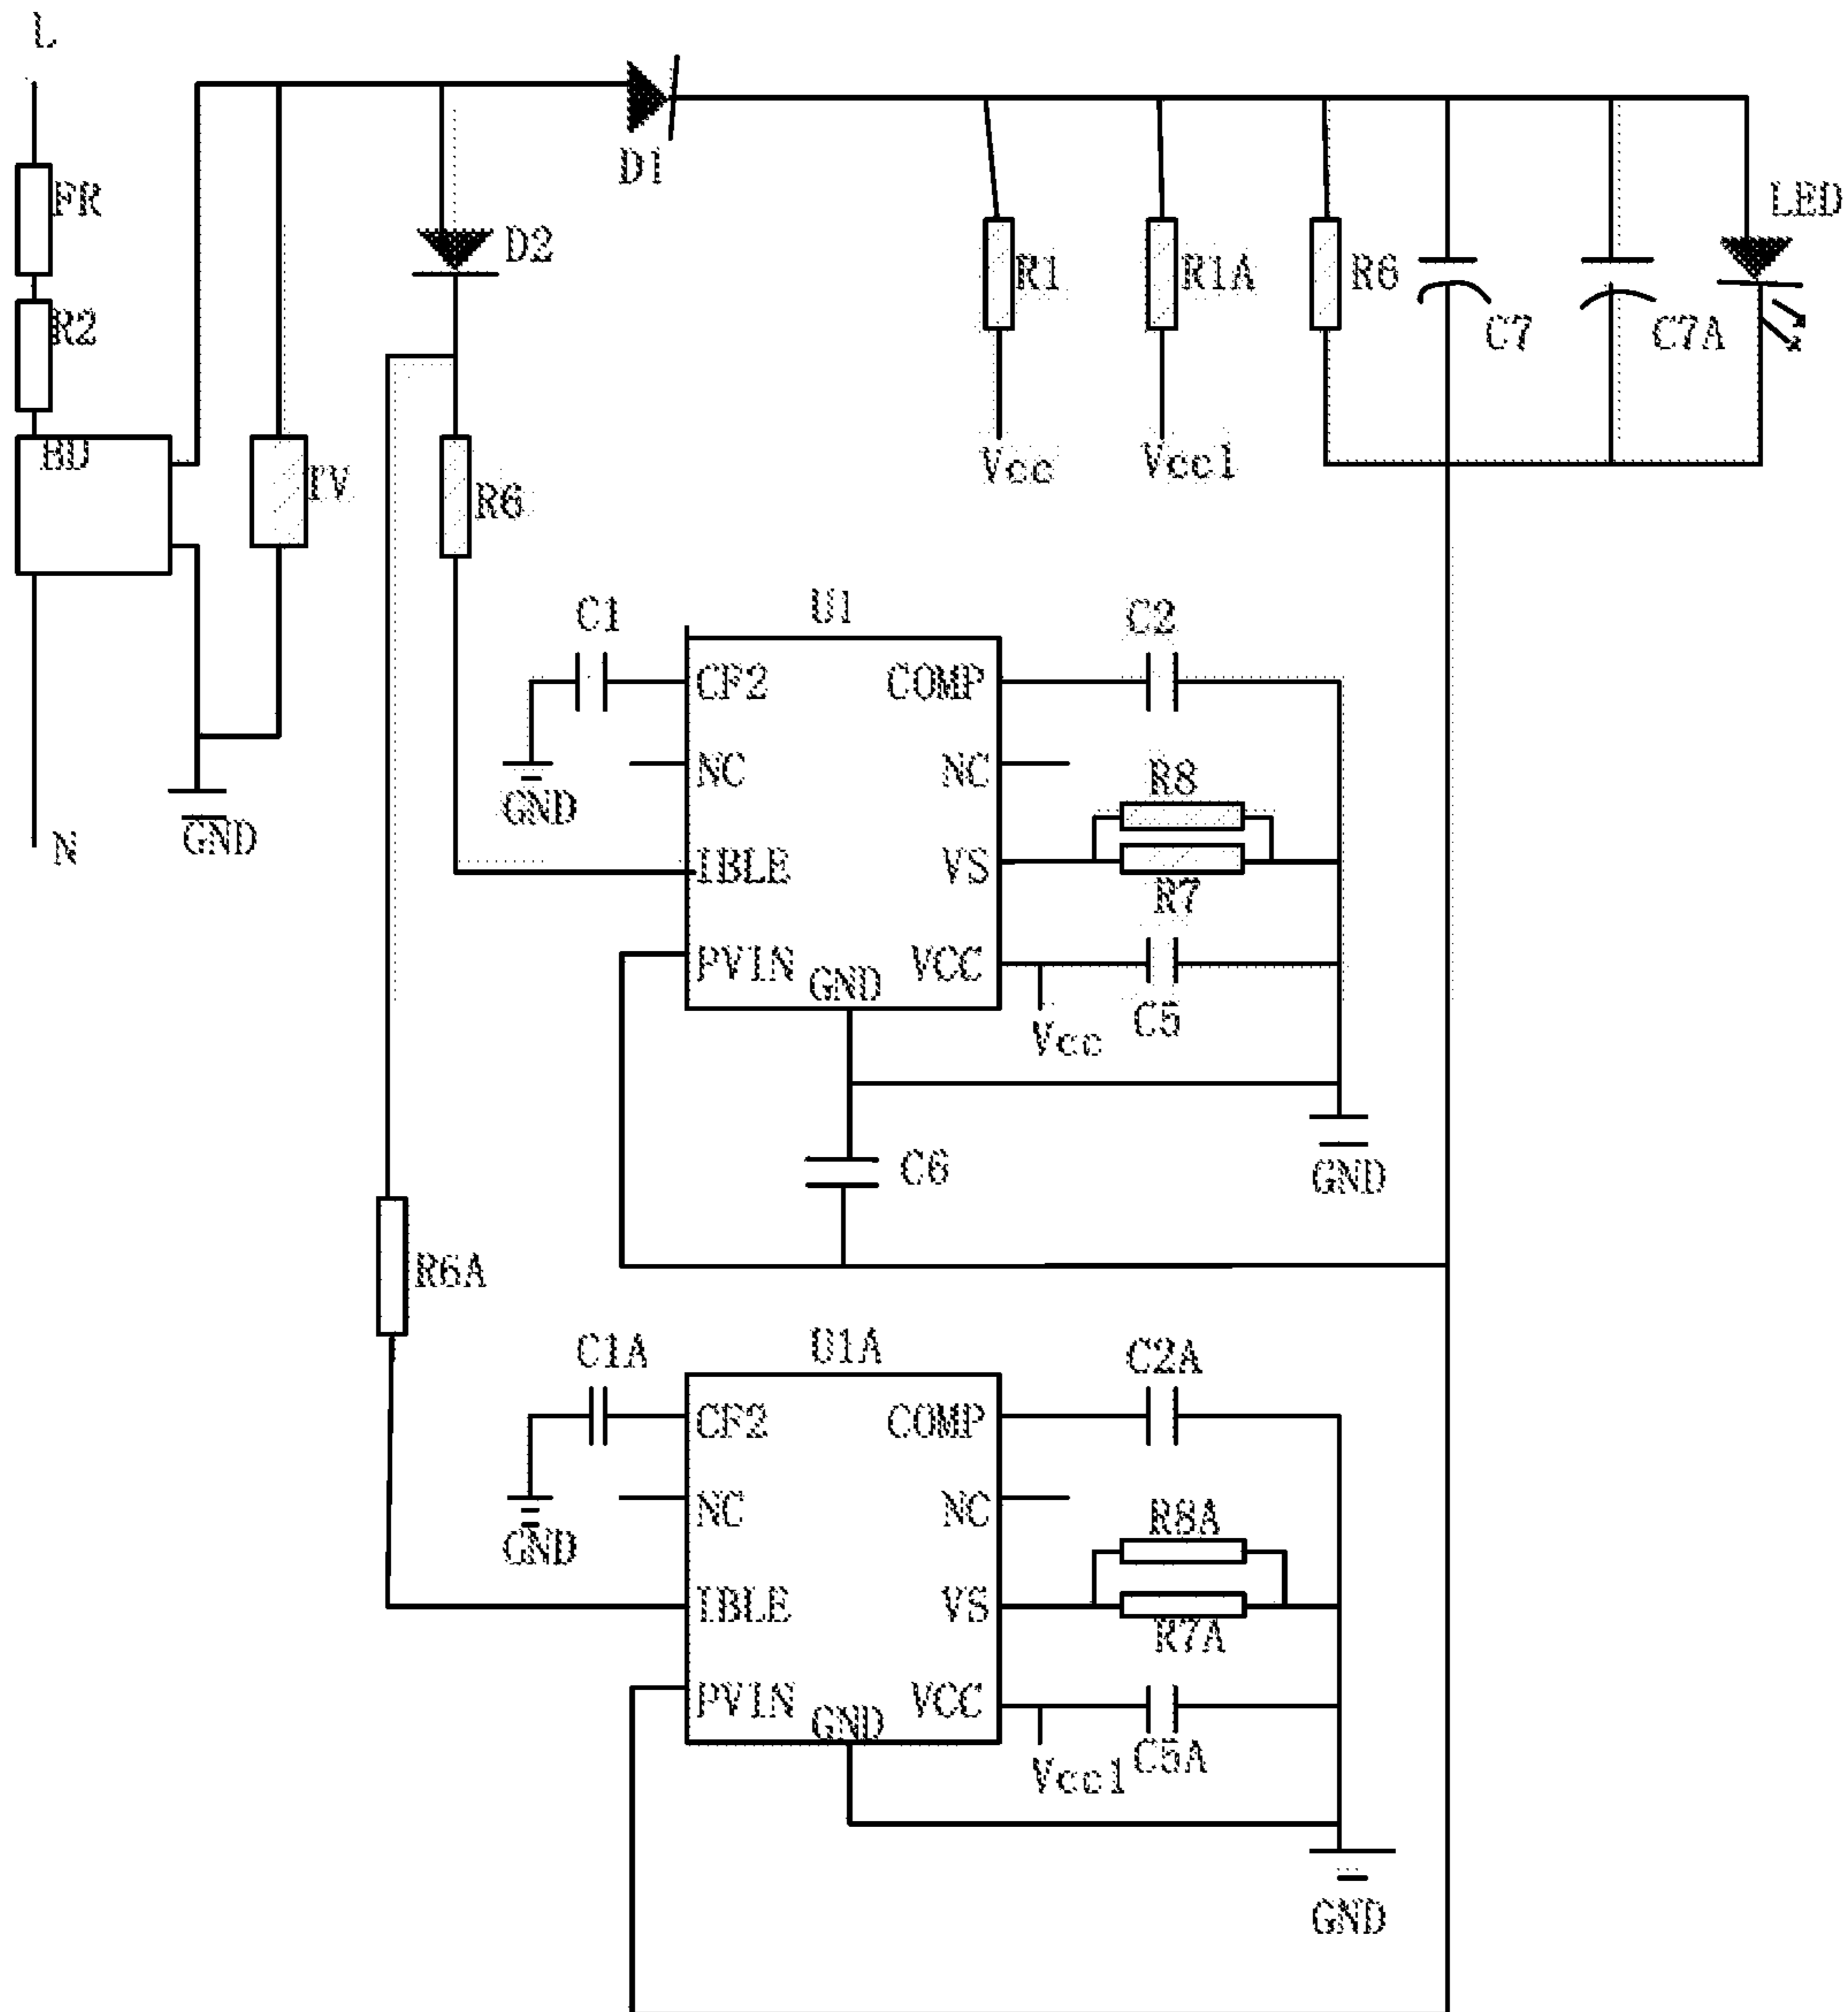 L
FR
R2
BD
N
GND
TV
D2
R6
D1
R1
Vcc
R1A
Vcc1
R6
C7
C7A
LED
U1
C1
GND
CF2
NC
IBLE
PVIN
GND
COMP
NC
VS
VCC
C2
R8
R7
C5
Vcc
GND
C6
R6A
U1A
C1A
GND
CF2
NC
IBLE
PVIN
GND
COMP
NC
VS
VCC
C2A
R8A
R7A
C5A
Vcc1
GND